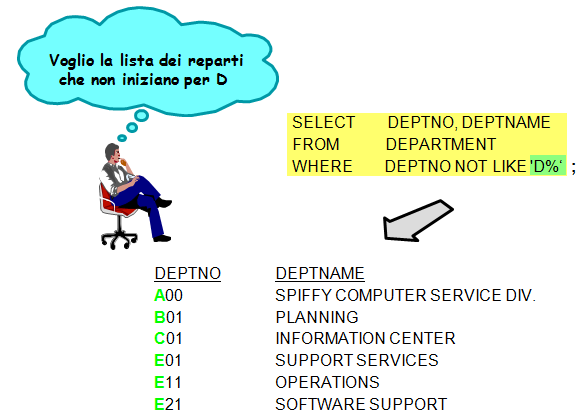 Voglio la lista dei reparti
che non iniziano per D
SELECT DEPTNO, DEPTNAME
FROM DEPARTMENT
WHERE DEPTNO NOT LIKE 'D%' ;
DEPTNO DEPTNAME
A00 SPIFFY COMPUTER SERVICE DIV.
B01 PLANNING
C01 INFORMATION CENTER
E01 SUPPORT SERVICES
E11 OPERATIONS
E21 SOFTWARE SUPPORT